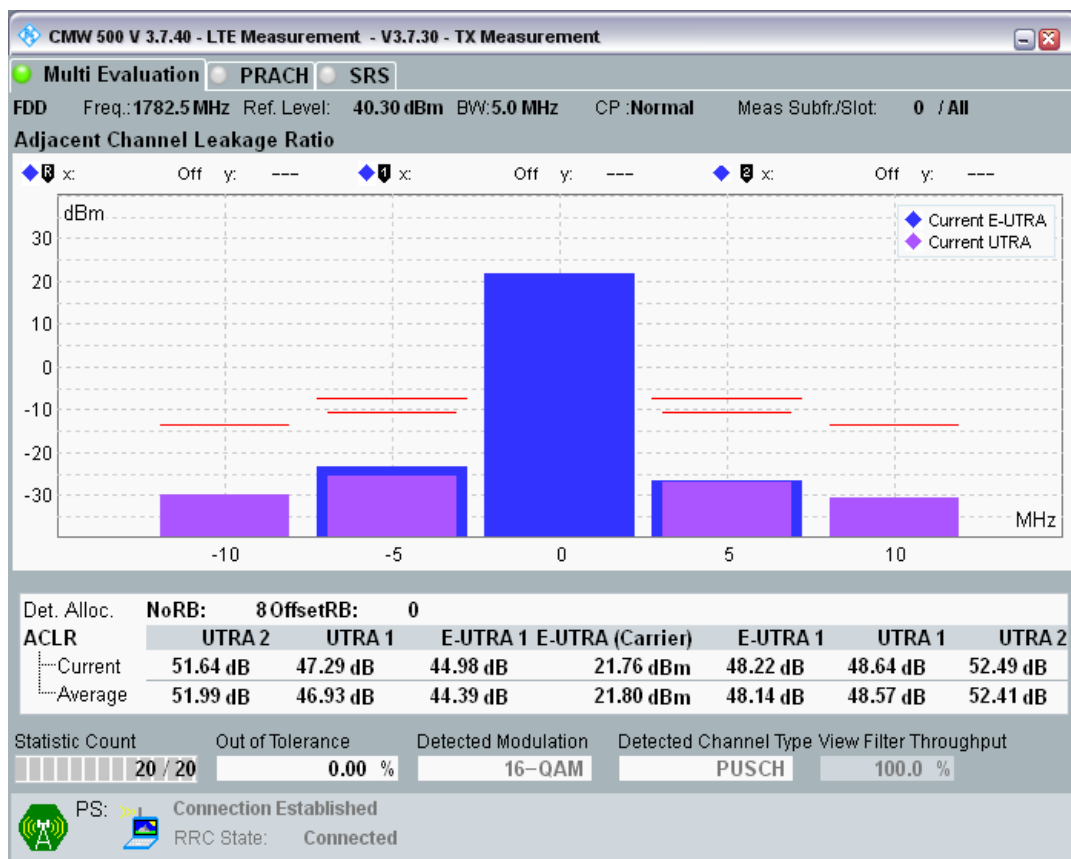 CMW 500 V 3.7.40 - LTE Measurement - V3.7.30 - TX Measurement
Multi Evaluation PRACH SRS
FDD Freq.: 1782.5 MHz Ref. Level: 40.30 dBm BW: 5.0 MHz CP : Normal Meas Subfr./Slot: 0 / All
Adjacent Channel Leakage Ratio
R x: Off y: --- 1 x: Off y: --- 2 x: Off y: ---
dBm
Current E-UTRA
Current UTRA
30
20
10
0
-10
-20
-30
MHz
-10 -5 0 5 10
Det. Alloc. NoRB: 8 OffsetRB: 0
ACLR UTRA 2 UTRA 1 E-UTRA 1 E-UTRA (Carrier) E-UTRA 1 UTRA 1 UTRA 2
Current 51.64 dB 47.29 dB 44.98 dB 21.76 dBm 48.22 dB 48.64 dB 52.49 dB
Average 51.99 dB 46.93 dB 44.39 dB 21.80 dBm 48.14 dB 48.57 dB 52.41 dB
Statistic Count Out of Tolerance Detected Modulation Detected Channel Type View Filter Throughput
20 / 20 0.00 % 16-QAM PUSCH 100.0 %
PS: Connection Established
RRC State: Connected